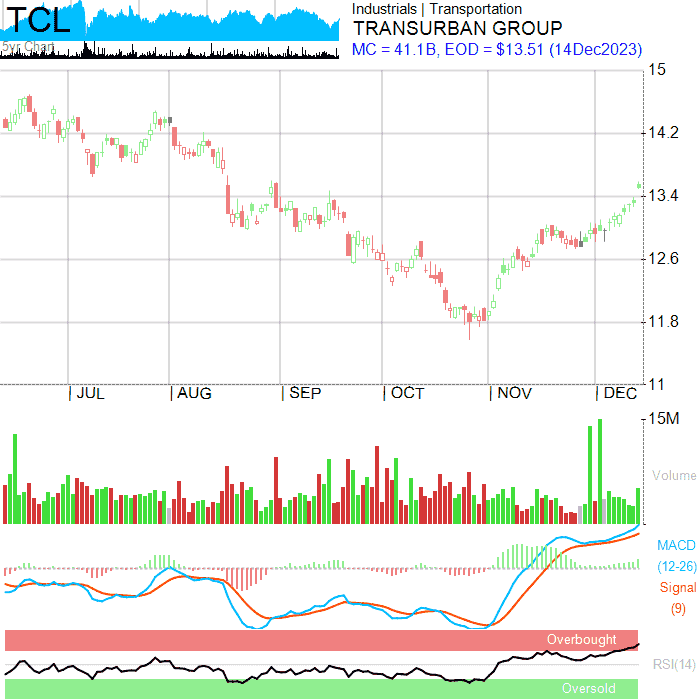 TCL
5yr Chart
Industrials | Transportation
TRANSURBAN GROUP
MC = 41.1B, EOD = $13.51 (14Dec2023)
15
14.2
13.4
12.6
11.8
11
| JUL | AUG | SEP | OCT | NOV | DEC
15M
Volume
MACD
(12-26)
Signal
(9)
Overbought
RSI(14)
Oversold